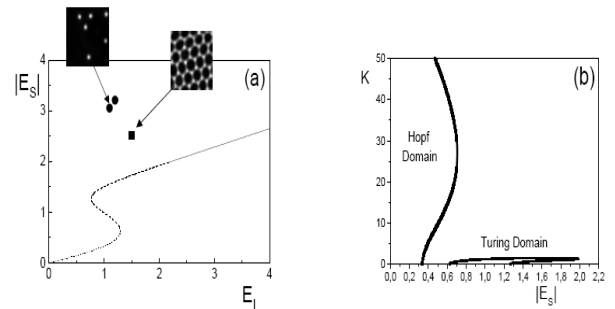 4
3
2
1
0
|E_S|
(a)
0 1 2 3 4
E_I
50
40
30
20
10
0
K
(b)
Hopf
Domain
Turing Domain
0,0 0,2 0,4 0,6 0,8 1,0 1,2 1,4 1,6 1,8 2,0 2,2
|E_S|